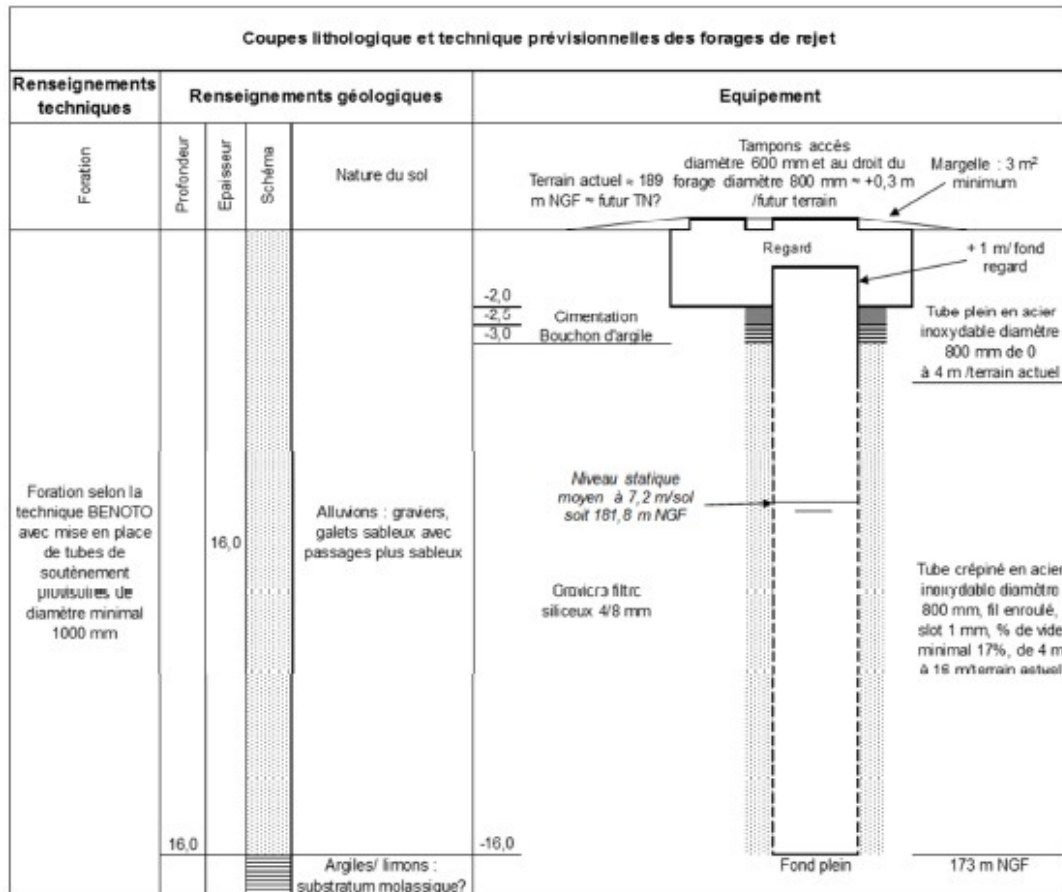 Coupes lithologique et technique prévisionnelles des forages de rejet
Renseignements
techniques
Renseignements géologiques
Equipement
Foration
Profondeur
Epaisseur
Schéma
Nature du sol
Terrain actuel ≈ 189
m NGF ≈ futur TN?
Tampons accès
diamètre 600 mm et au droit du
forage diamètre 800 mm ≈ +0,3 m
/futur terrain
Margelle : 3 m²
minimum
Regard
+ 1 m/ fond
regard
-2,0
-2,5
-3,0
Cimentation
Bouchon d'argile
Tube plein en acier
inoxydable diamètre
800 mm de 0
à 4 m /terrain actuel
Niveau statique
moyen à 7,2 m/sol
soit 181,8 m NGF
Foration selon la
technique BENOTO
avec mise en place
de tubes de
soutènement
provisoires de
diamètre minimal
1000 mm
16,0
Alluvions : graviers,
galets sableux avec
passages plus sableux
Graviers filtre
siliceux 4/8 mm
Tube crépiné en acier
inoxydable diamètre
800 mm, fil enroulé,
slot 1 mm, % de vide
minimal 17%, de 4 m
à 16 m/terrain actuel
16,0
-16,0
Argiles/ limons :
substratum molassique?
Fond plein
173 m NGF